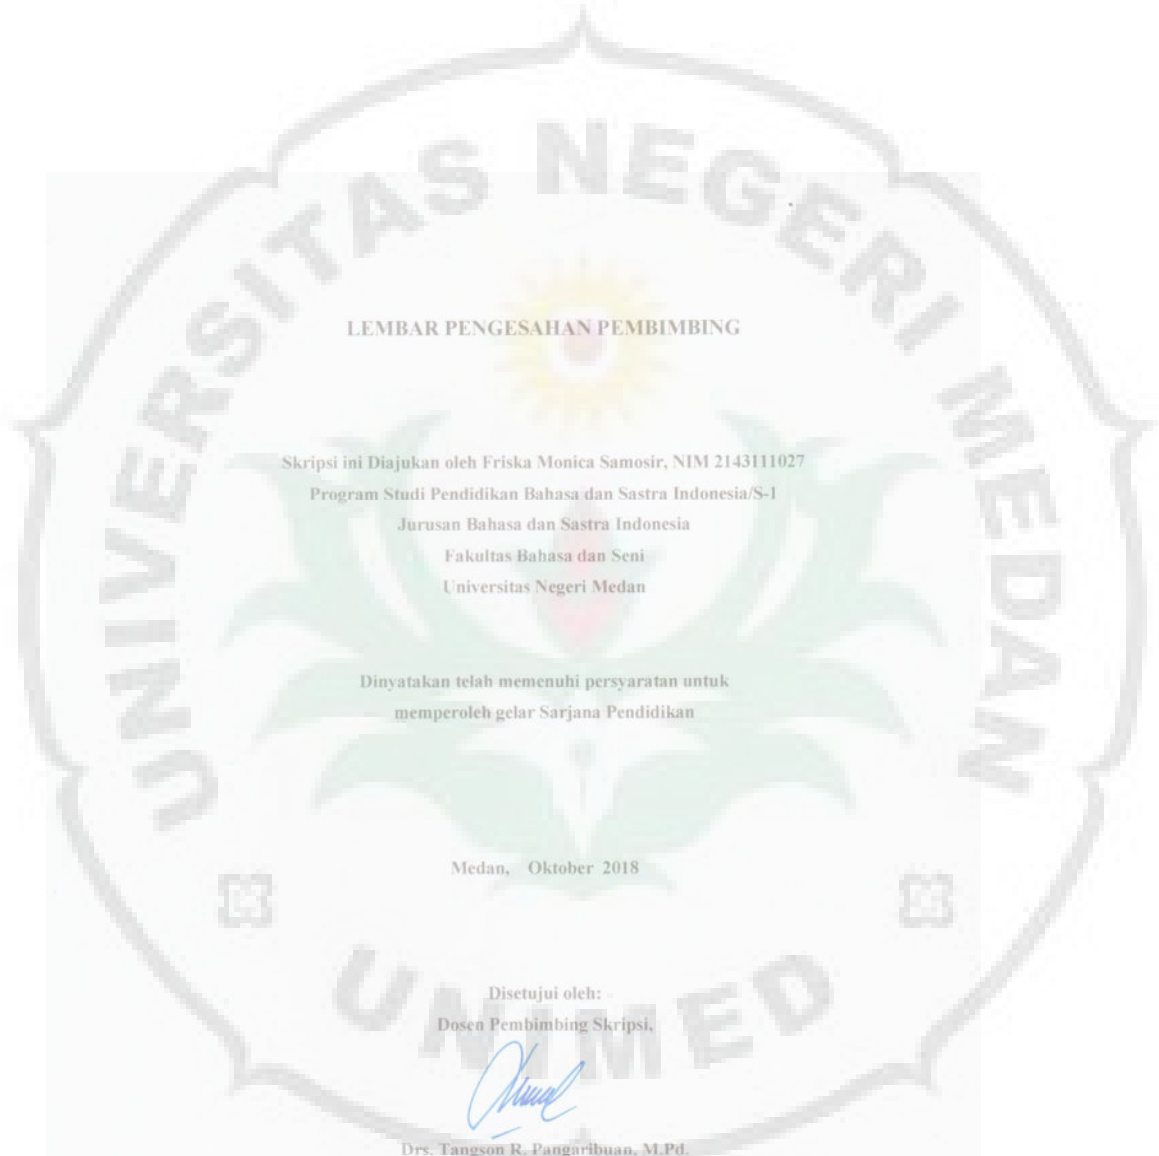 UNIVERSITAS NEGERI MEDAN
LEMBAR PENGESAHAN PEMBIMBING
Skripsi ini Diajukan oleh Friska Monica Samosir, NIM 2143111027
Program Studi Pendidikan Bahasa dan Sastra Indonesia/S-1
Jurusan Bahasa dan Sastra Indonesia
Fakultas Bahasa dan Seni
Universitas Negeri Medan
Dinyatakan telah memenuhi persyaratan untuk
memperoleh gelar Sarjana Pendidikan
Medan, Oktober 2018
Disetujui oleh:
Dosen Pembimbing Skripsi,
UNIMED
Drs. Tangson R. Pangaribuan, M.Pd.